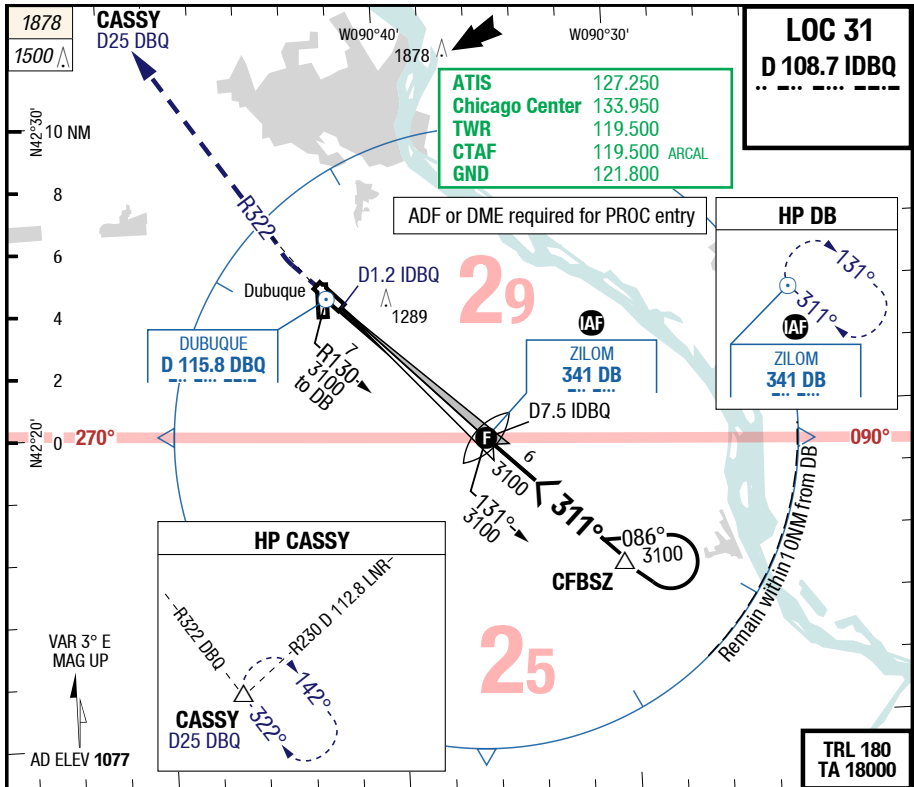 1878
1500
CASSY
D25 DBQ
W090°40'
W090°30'
1878
LOC 31
D 108.7 IDBQ
ATIS 127.250
Chicago Center 133.950
TWR 119.500
CTAF 119.500 ARCAL
GND 121.800
N42°30'
10 NM
8
6
4
2
0
N42°20'
ADF or DME required for PROC entry
HP DB
131°
311°
IAF
ZILOM
341 DB
R322
D1.2 IDBQ
Dubuque
1289
29
DUBUQUE
D 115.8 DBQ
7
R130
3100
to DB
IAF
ZILOM
341 DB
D7.5 IDBQ
270°
090°
F
6
3100
131°
3100
311°
086°
3100
CFBSZ
Remain within 10NM from DB
HP CASSY
R322 DBQ
R230 D 112.8 LNR
142°
322°
CASSY
D25 DBQ
25
VAR 3° E
MAG UP
AD ELEV 1077
TRL 180
TA 18000